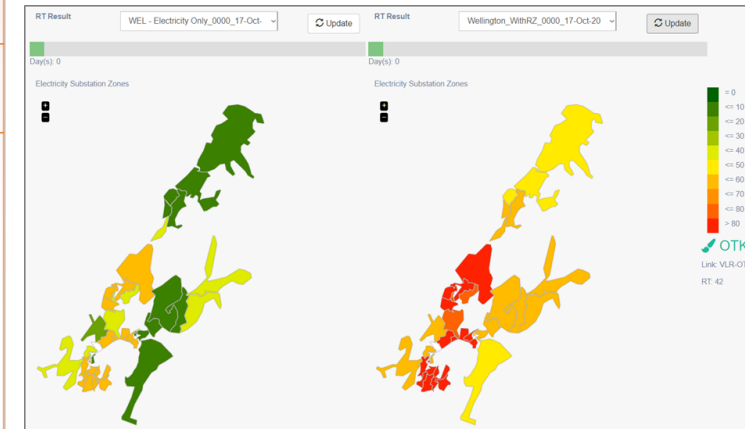 RT Result
WEL - Electricity Only_0000_17-Oct-
Update
RT Result
Wellington_WithRZ_0000_17-Oct-20
Update
Day(s): 0
Day(s): 0
Electricity Substation Zones
Electricity Substation Zones
+
-
+
-
= 0
<= 10
<= 20
<= 30
<= 40
<= 50
<= 60
<= 70
<= 80
> 80
OTK
Link: VLR-OT
RT: 42